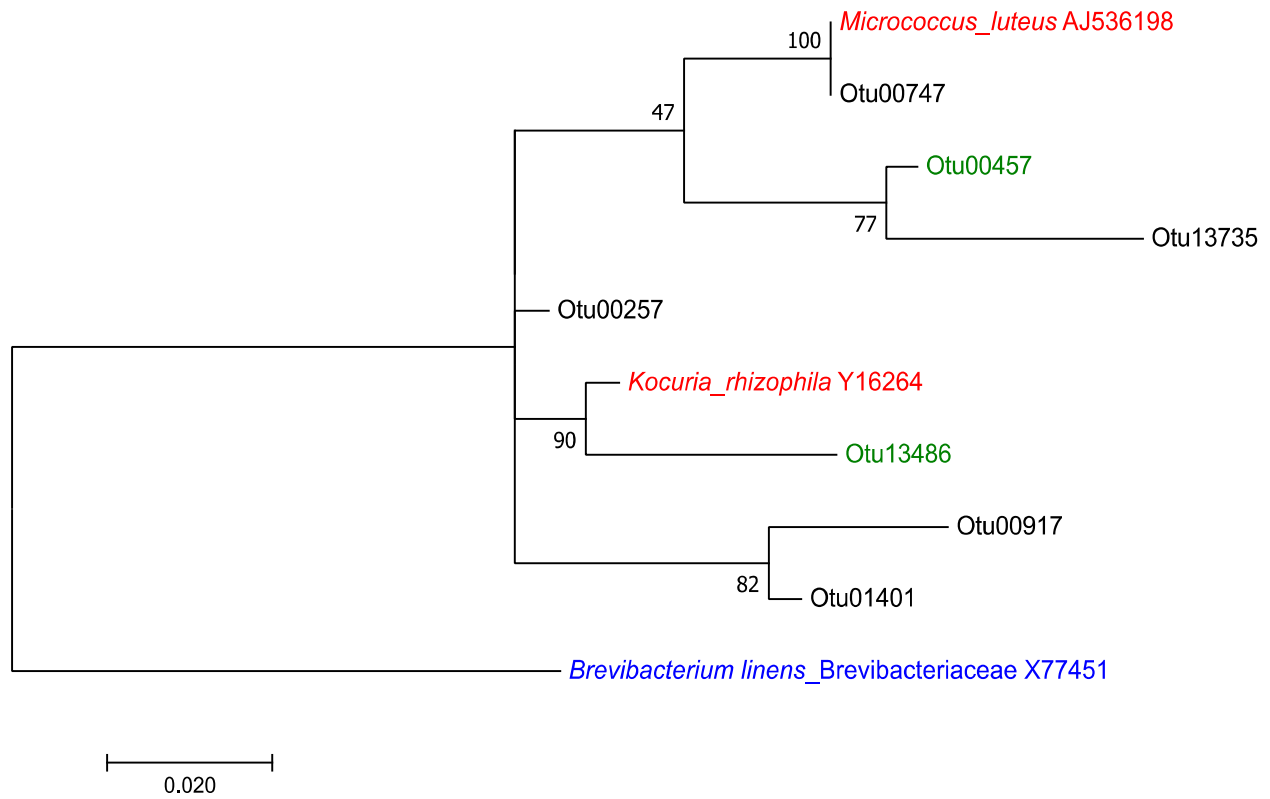 Micrococcus_luteus AJ536198
100
Otu00747
47
Otu00457
77
Otu13735
Otu00257
Kocuria_rhizophila Y16264
90
Otu13486
Otu00917
82
Otu01401
Brevibacterium linens_Brevibacteriaceae X77451
0.020